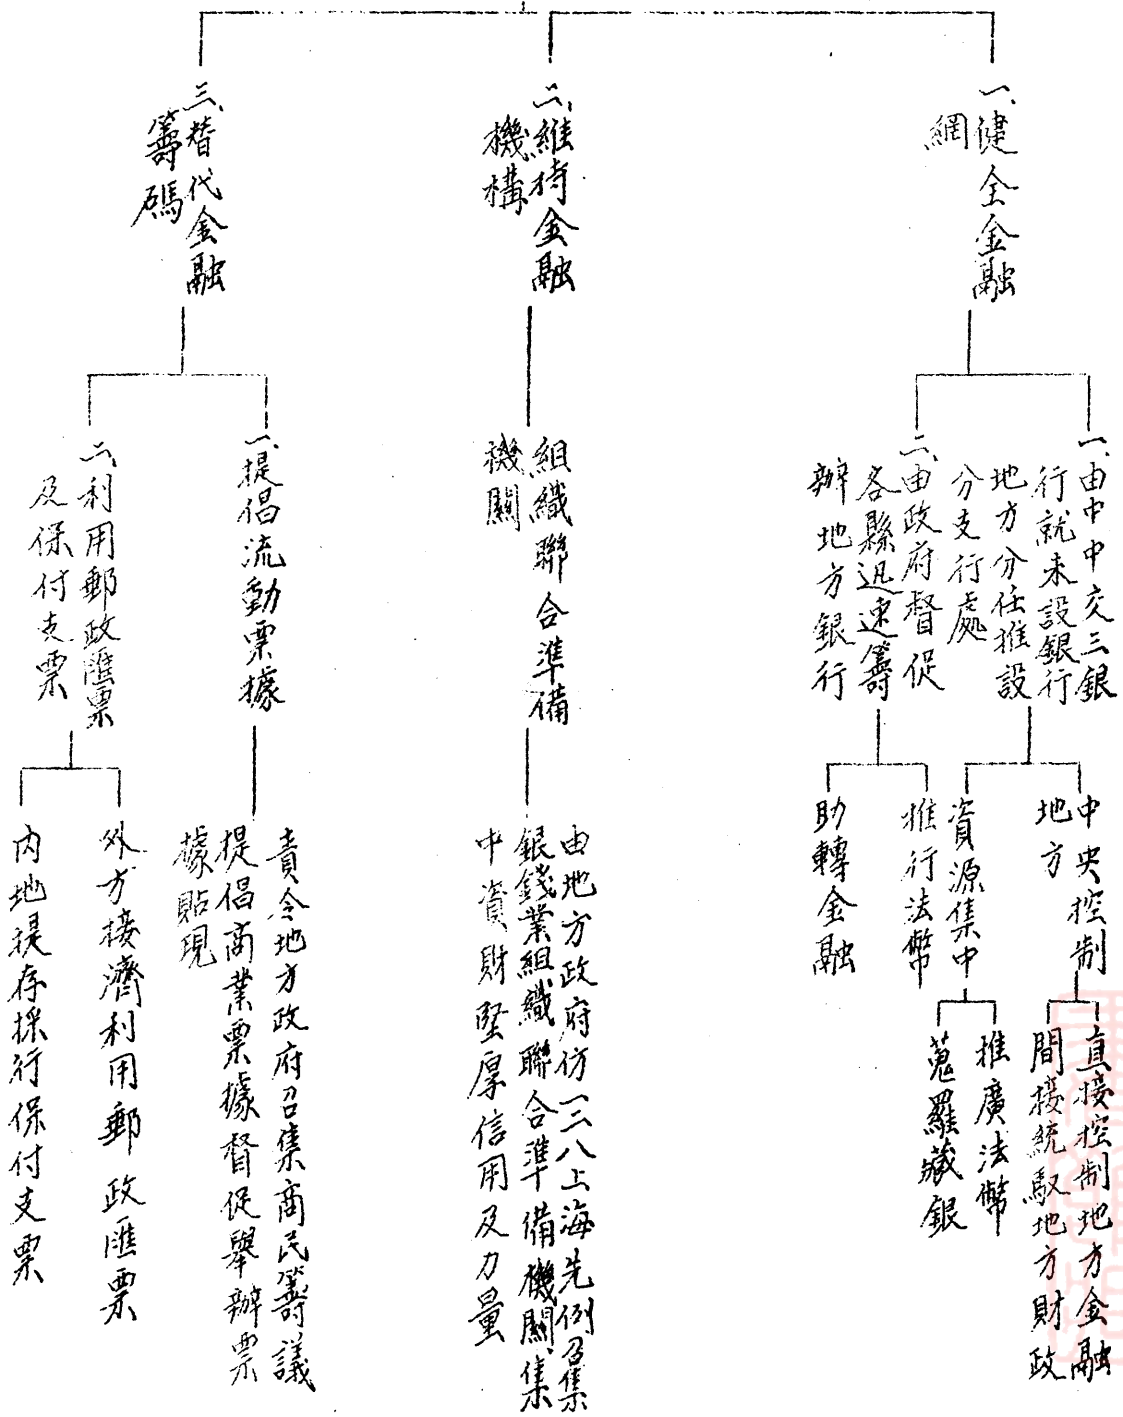 一、健全金融
網
一、由中中交三銀
行就未設銀行
地方分任推設
分支行處
中央控制
地方
直接控制地方金融
間接統馭地方財政
資源集中
推廣法幣
蒐羅藏銀
二、由政府督促
各縣迅速籌
辦地方銀行
推行法幣
助轉金融
二、維持金融
機構
組織聯合準備
機關
由地方政府仿一二八上海先例召集
銀錢業組織聯合準備機關集
中資財堅厚信用及力量
三、替代金融
籌碼
一、提倡流動票據
責令地方政府召集商民籌議
提倡商業票據督促舉辦票
據貼現
二、利用郵政匯票
及保付支票
外方接濟利用郵政匯票
內地提存採行保付支票